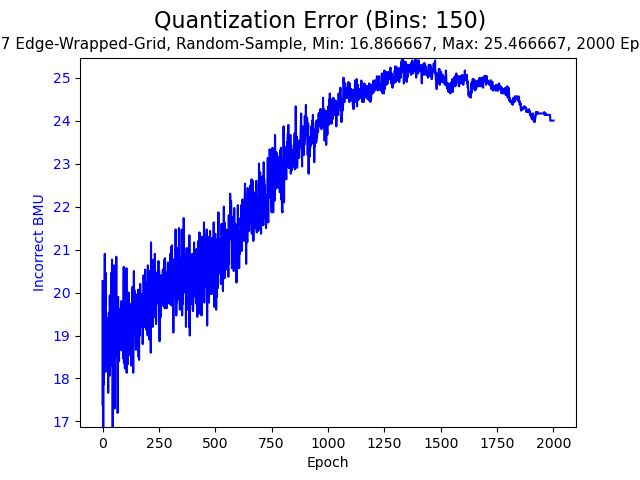 Quantization Error (Bins: 150)
7 Edge-Wrapped-Grid, Random-Sample, Min: 16.866667, Max: 25.466667, 2000 Ep
25
24
23
22
21
20
19
18
17
Incorrect BMU
0 250 500 750 1000 1250 1500 1750 2000
Epoch